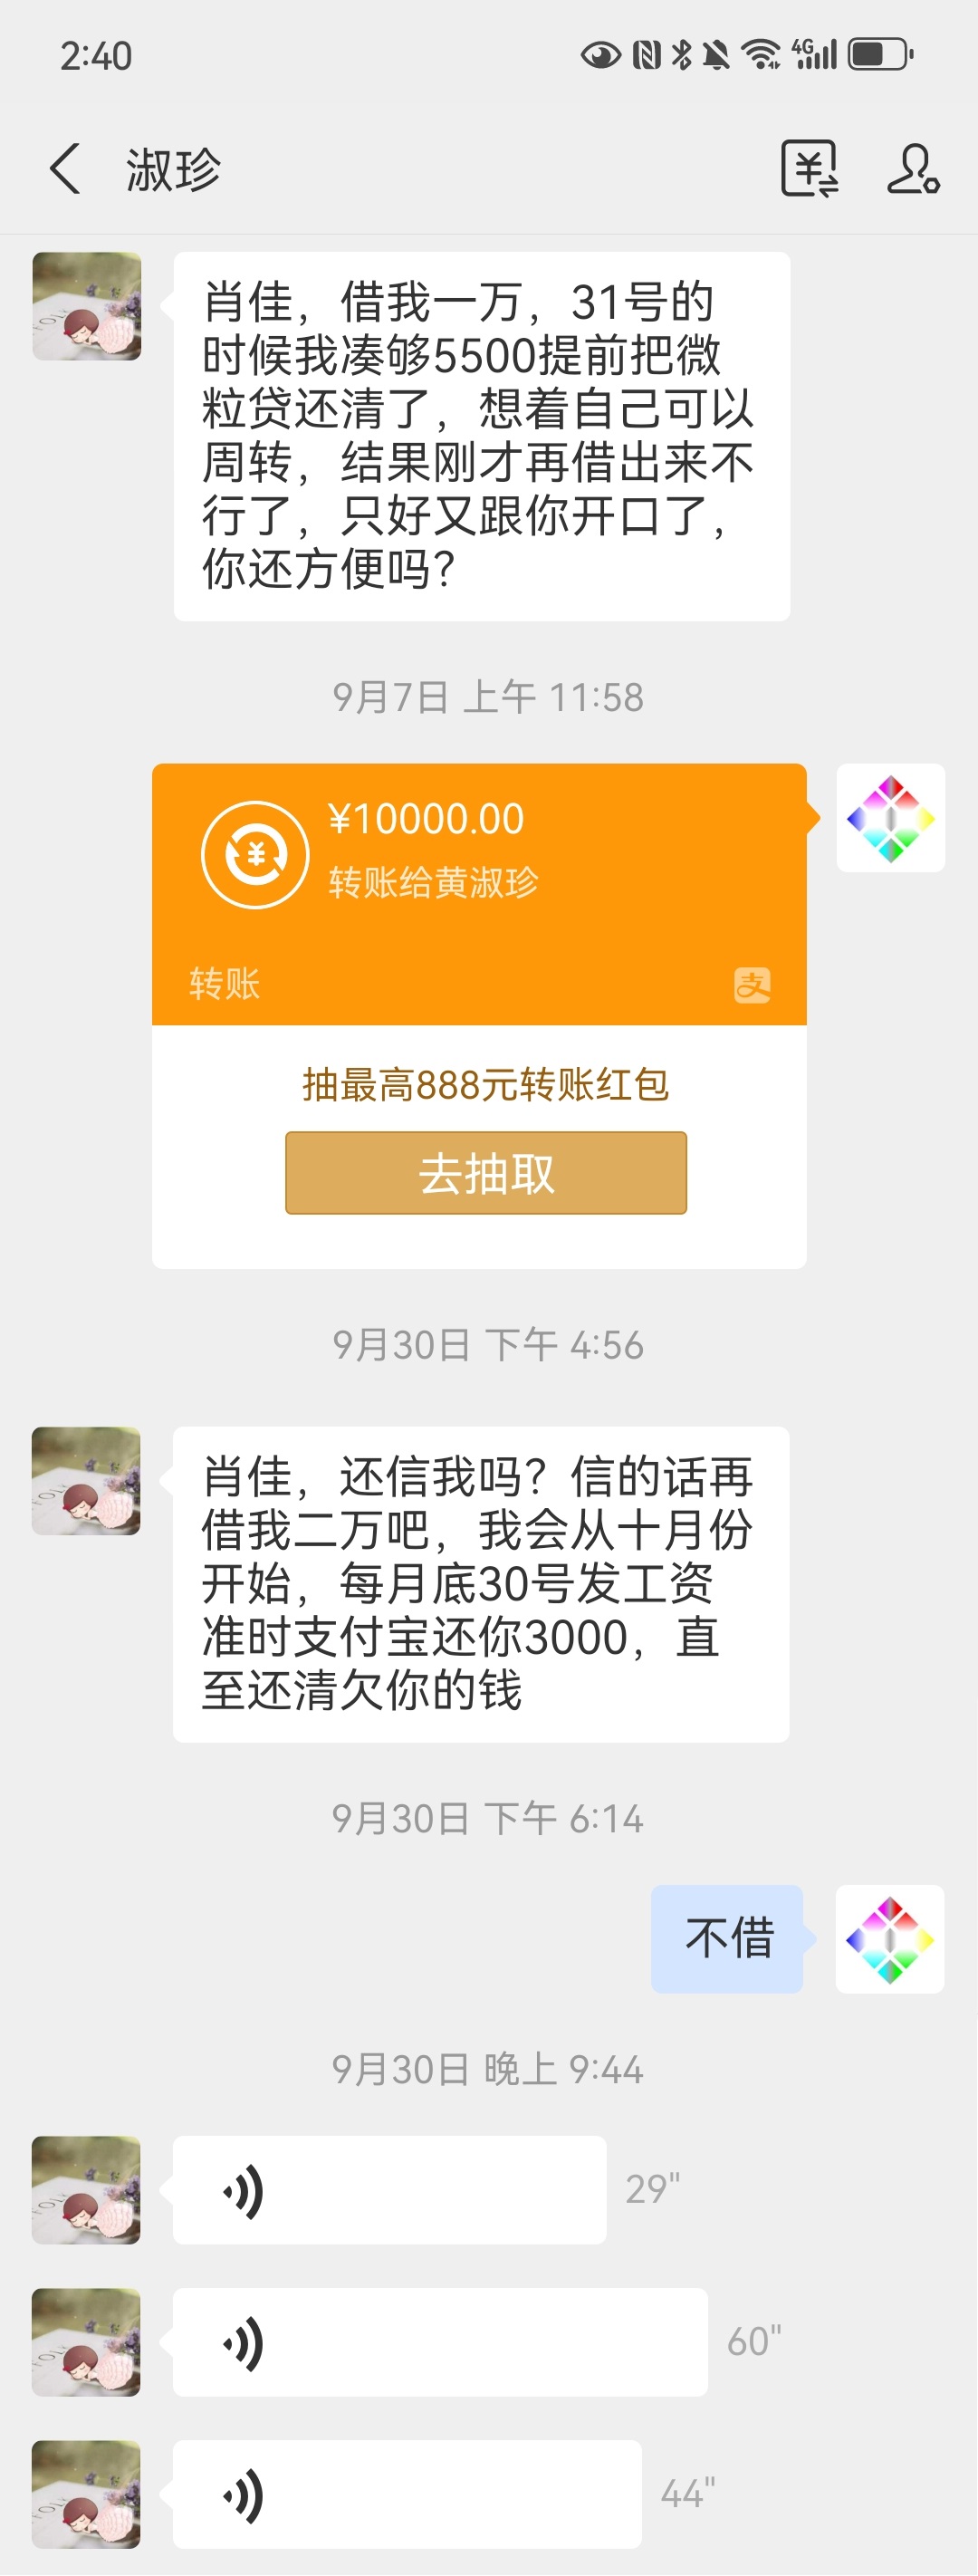 2:40
4G
淑珍
肖佳，借我一万，31号的
时候我凑够5500提前把微
粒贷还清了，想着自己可以
周转，结果刚才再借出来不
行了，只好又跟你开口了，
你还方便吗？
9月7日 上午 11:58
¥10000.00
转账给黄淑珍
转账
支
抽最高888元转账红包
去抽取
9月30日 下午 4:56
肖佳，还信我吗？信的话再
借我二万吧，我会从十月份
开始，每月底30号发工资
准时支付宝还你3000，直
至还清欠你的钱
9月30日 下午 6:14
不借
9月30日 晚上 9:44
29"
60"
44"